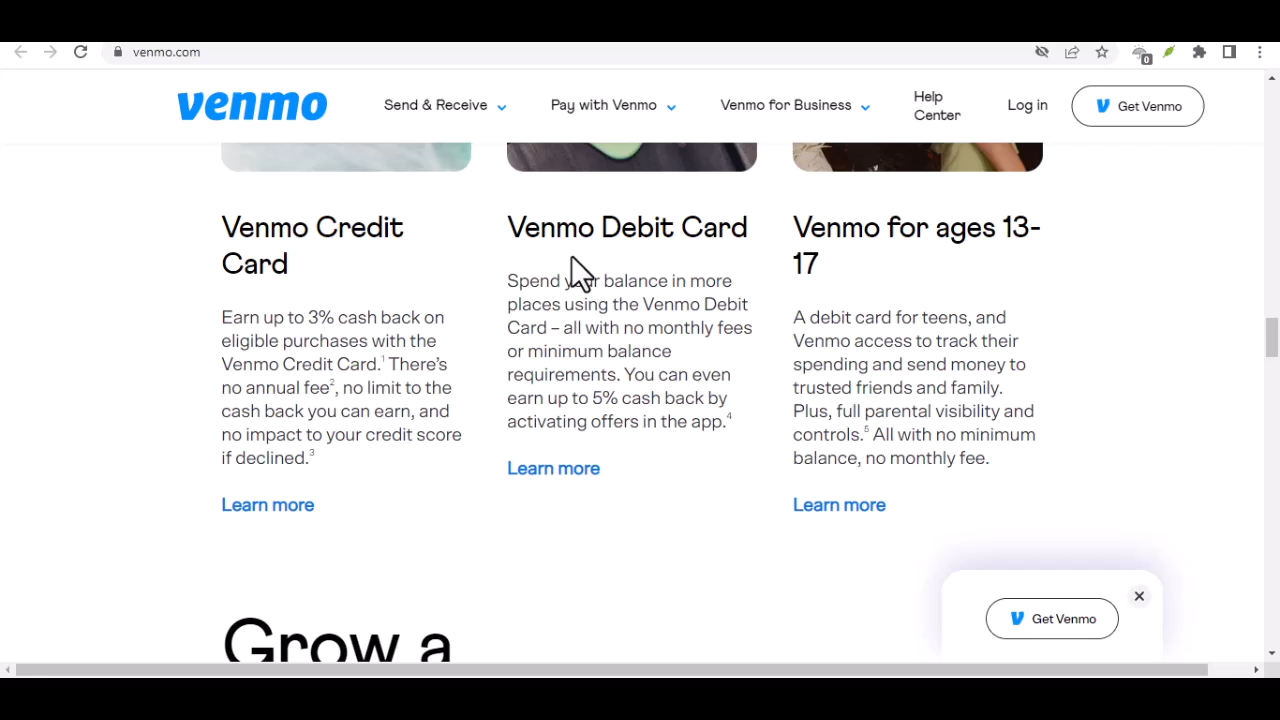 venmo.com
0
venmo
Send & Receive
Pay with Venmo
Venmo for Business
Help
Center
Log in
Get Venmo
Venmo Credit
Card
Earn up to 3% cash back on
eligible purchases with the
Venmo Credit Card.¹ There's
no annual fee², no limit to the
cash back you can earn, and
no impact to your credit score
if declined.³
Learn more
Venmo Debit Card
Spend your balance in more
places using the Venmo Debit
Card – all with no monthly fees
or minimum balance
requirements. You can even
earn up to 5% cash back by
activating offers in the app.⁴
Learn more
Venmo for ages 13-
17
A debit card for teens, and
Venmo access to track their
spending and send money to
trusted friends and family.
Plus, full parental visibility and
controls.⁵ All with no minimum
balance, no monthly fee.
Learn more
Grow a
Get Venmo